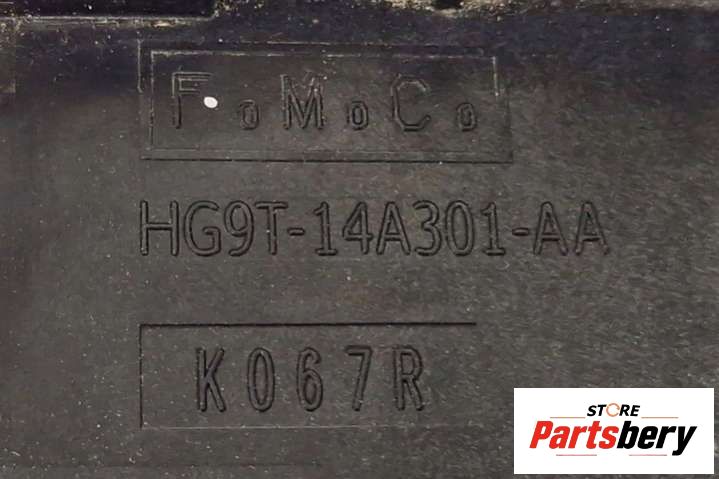 FoMoCo
HG9T-14A301-AA
K067R
STORE
Partsbery